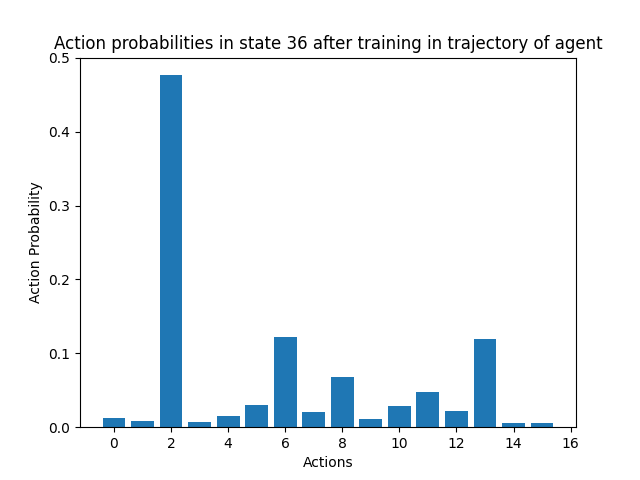 Action probabilities in state 36 after training in trajectory of agent
0.5
0.4
0.3
0.2
0.1
0.0
Action Probability
0 2 4 6 8 10 12 14 16
Actions